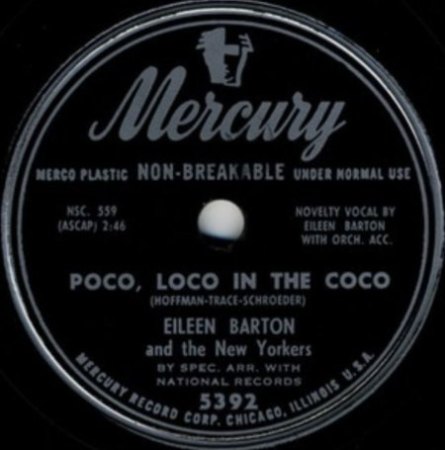 Mercury
MERCO PLASTIC NON-BREAKABLE UNDER NORMAL USE
NSC. 559
(ASCAP) 2:46
NOVELTY VOCAL BY
EILEEN BARTON
WITH ORCH. ACC.
POCO, LOCO IN THE COCO
(HOFFMAN-TRACE-SCHROEDER)
EILEEN BARTON
and the New Yorkers
BY SPEC. ARR. WITH
NATIONAL RECORDS
5392
MERCURY RECORD CORP. CHICAGO, ILLINOIS U.S.A.